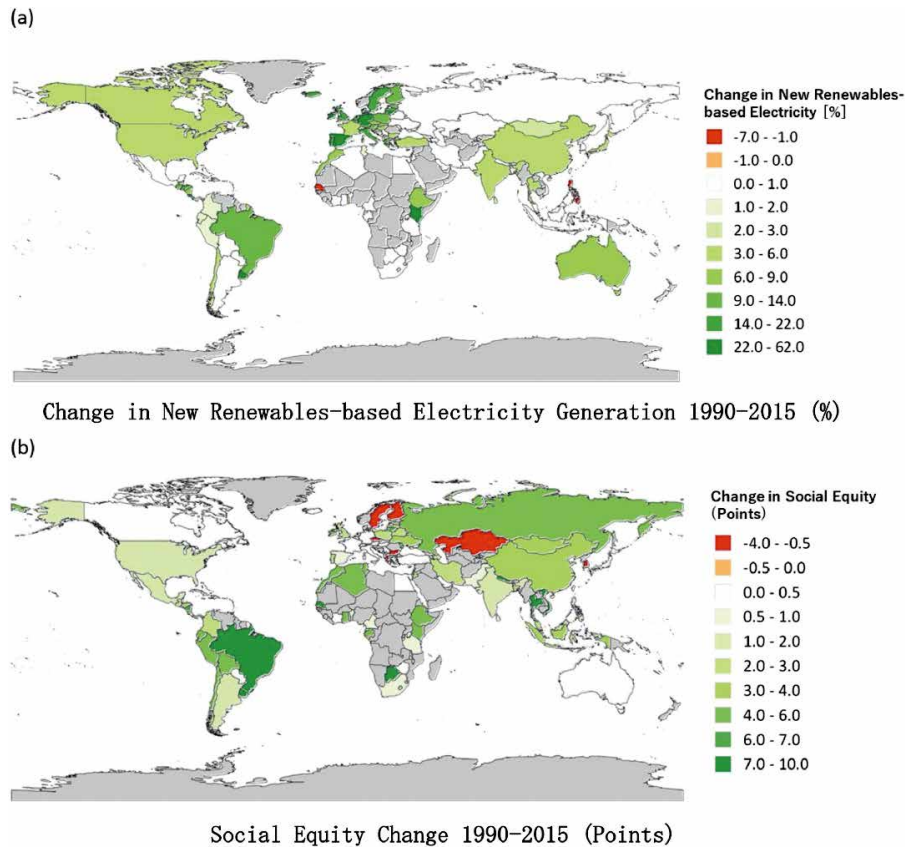 (a)
Change in New Renewables-
based Electricity [%]
-7.0 - -1.0
-1.0 - 0.0
0.0 - 1.0
1.0 - 2.0
2.0 - 3.0
3.0 - 6.0
6.0 - 9.0
9.0 - 14.0
14.0 - 22.0
22.0 - 62.0
Change in New Renewables-based Electricity Generation 1990-2015 (%)
(b)
Change in Social Equity
(Points)
-4.0 - -0.5
-0.5 - 0.0
0.0 - 0.5
0.5 - 1.0
1.0 - 2.0
2.0 - 3.0
3.0 - 4.0
4.0 - 6.0
6.0 - 7.0
7.0 - 10.0
Social Equity Change 1990-2015 (Points)